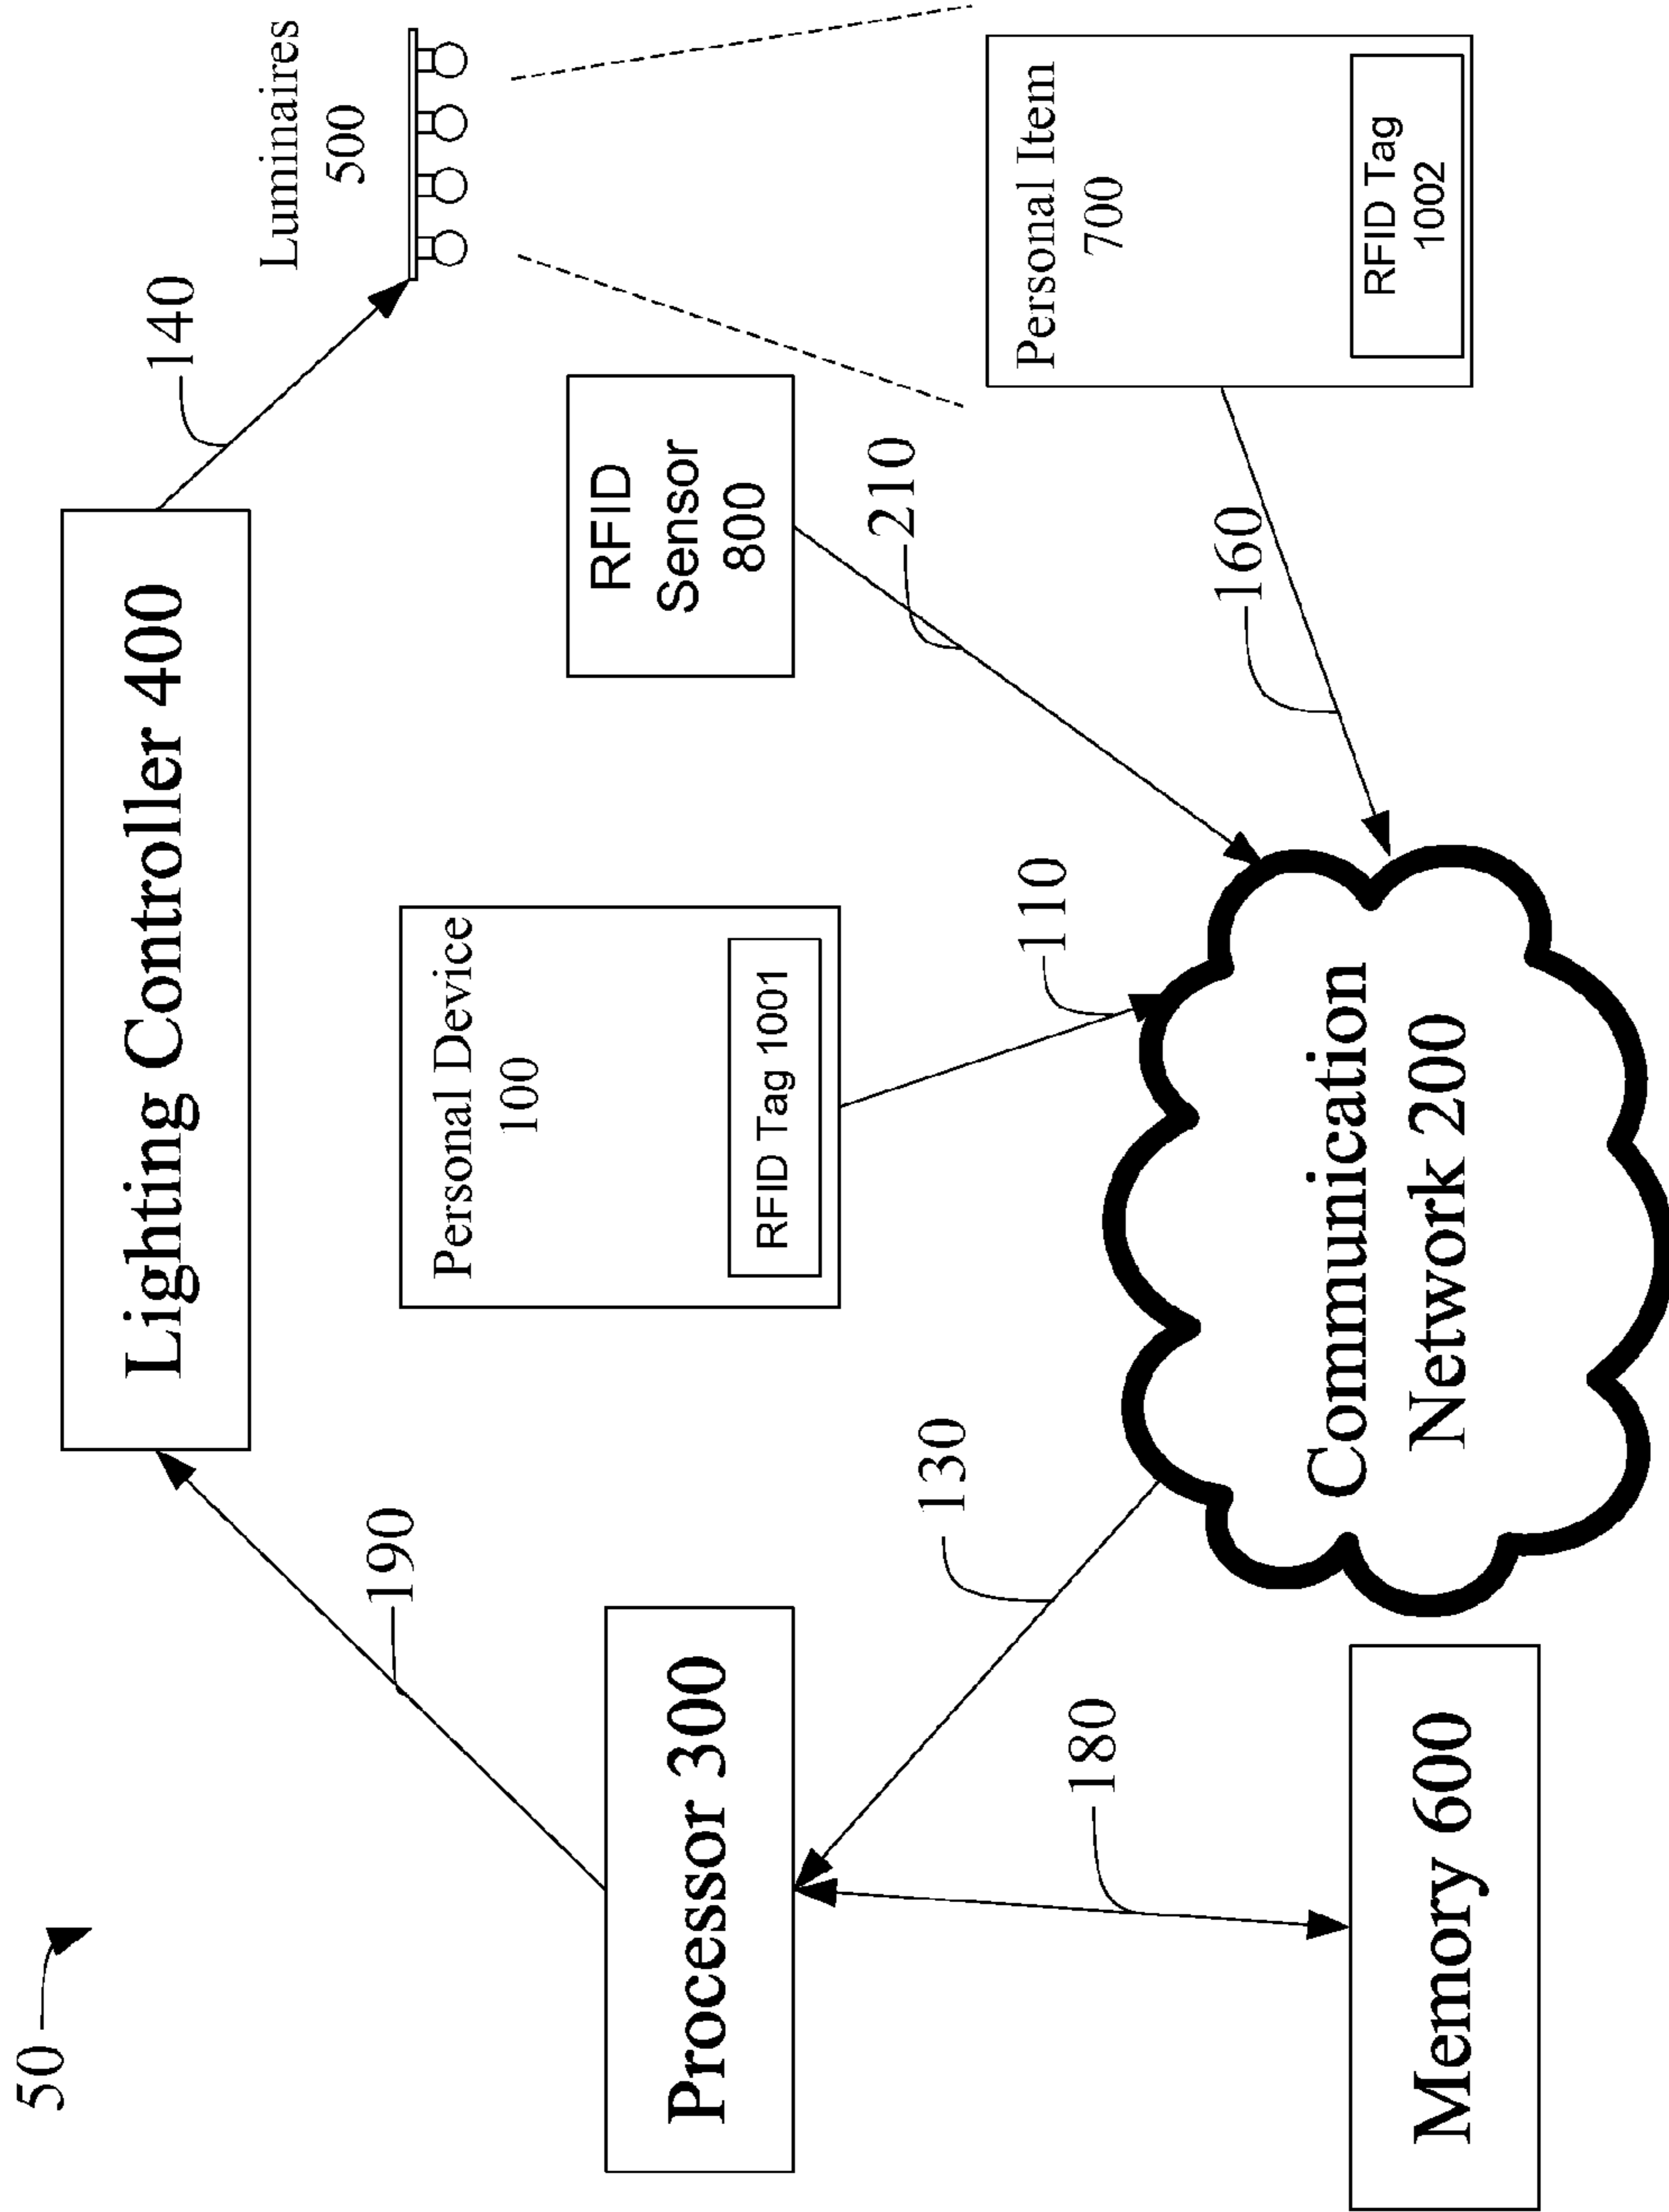 50
Lighting Controller 400
140
Luminaires
500
190
Personal Device
100
RFID Tag 1001
RFID
Sensor
800
Processor 300
130
110
210
Personal Item
700
RFID Tag
1002
160
180
Memory 600
Communication
Network 200